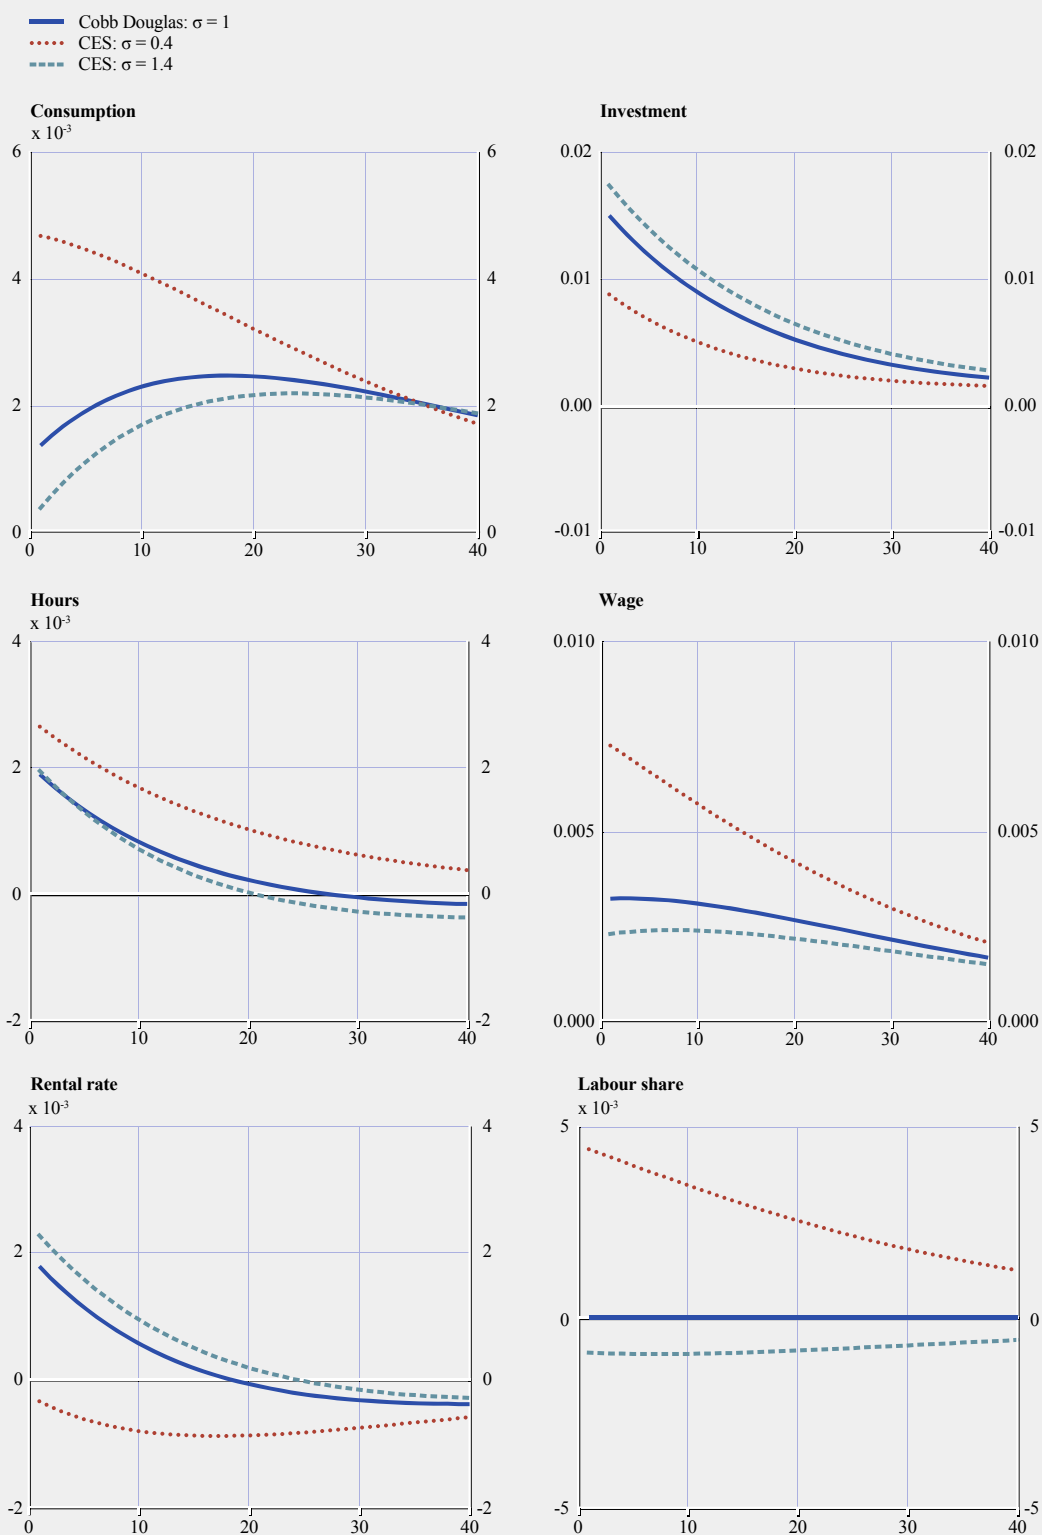 Cobb Douglas: σ = 1
CES: σ = 0.4
CES: σ = 1.4
Consumption
x 10-3
6 6
4 4
2 2
0 0
0 10 20 30 40
Investment
0.02 0.02
0.01 0.01
0.00 0.00
-0.01 -0.01
0 10 20 30 40
Hours
x 10-3
4 4
2 2
0 0
-2 -2
0 10 20 30 40
Wage
0.010 0.010
0.005 0.005
0.000 0.000
0 10 20 30 40
Rental rate
x 10-3
4 4
2 2
0 0
-2 -2
0 10 20 30 40
Labour share
x 10-3
5 5
0 0
-5 -5
0 10 20 30 40